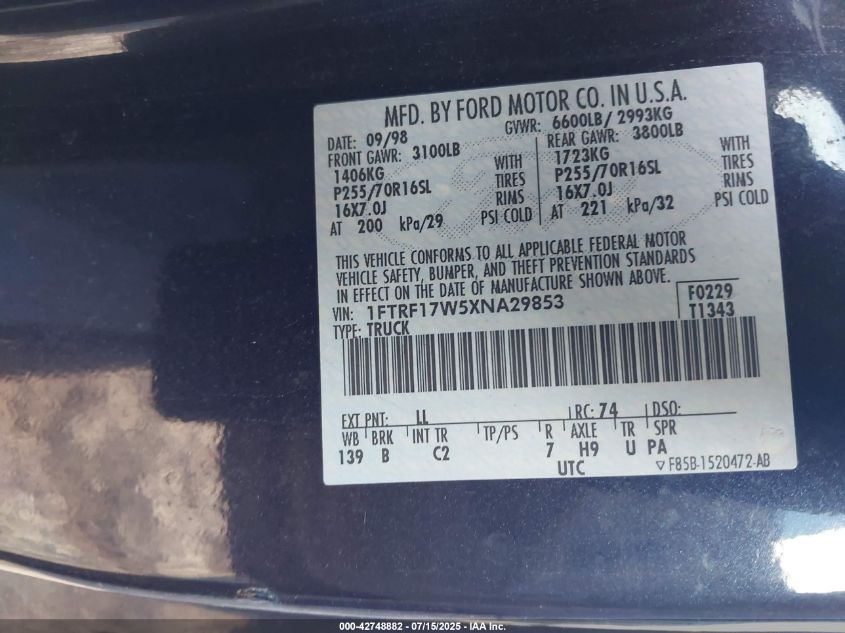 MFD. BY FORD MOTOR CO. IN U.S.A.
DATE: 09/98 GVWR: 6600LB/ 2993KG
FRONT GAWR: 3100LB REAR GAWR: 3800LB
1406KG WITH 1723KG WITH
P255/70R16SL TIRES P255/70R16SL TIRES
16X7.0J RIMS 16X7.0J RIMS
AT 200 kPa/29 PSI COLD AT 221 kPa/32 PSI COLD
THIS VEHICLE CONFORMS TO ALL APPLICABLE FEDERAL MOTOR
VEHICLE SAFETY, BUMPER, AND THEFT PREVENTION STANDARDS
IN EFFECT ON THE DATE OF MANUFACTURE SHOWN ABOVE.
VIN: 1FTRF17W5XNA29853 F0229
TYPE: TRUCK T1343
EXT PNT: LL RC: 74 DSO:
WB BRK INT TR TP/PS R AXLE TR SPR
139 B C2 7 H9 U PA
UTC F85B-1520472-AB
000-42748882 - 07/15/2025 - IAA Inc.